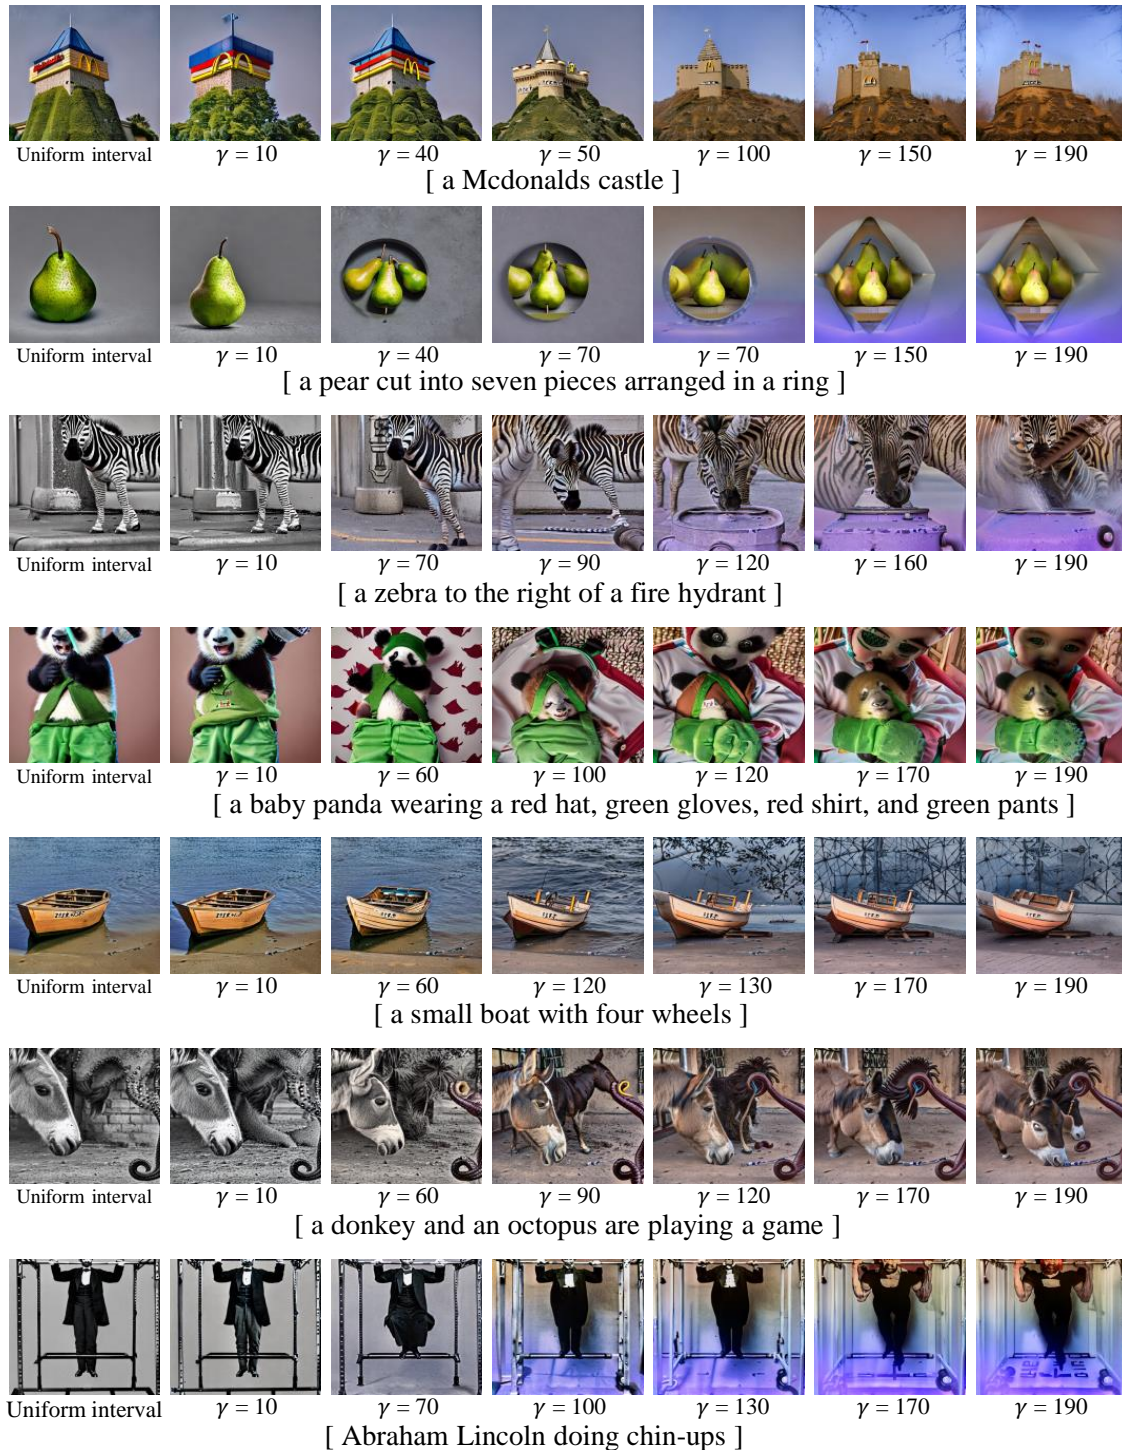 Uniform interval γ = 10 γ = 40 γ = 50 γ = 100 γ = 150 γ = 190
[ a Mcdonalds castle ]
Uniform interval γ = 10 γ = 40 γ = 70 γ = 70 γ = 150 γ = 190
[ a pear cut into seven pieces arranged in a ring ]
Uniform interval γ = 10 γ = 70 γ = 90 γ = 120 γ = 160 γ = 190
[ a zebra to the right of a fire hydrant ]
Uniform interval γ = 10 γ = 60 γ = 100 γ = 120 γ = 170 γ = 190
[ a baby panda wearing a red hat, green gloves, red shirt, and green pants ]
Uniform interval γ = 10 γ = 60 γ = 120 γ = 130 γ = 170 γ = 190
[ a small boat with four wheels ]
Uniform interval γ = 10 γ = 60 γ = 90 γ = 120 γ = 170 γ = 190
[ a donkey and an octopus are playing a game ]
Uniform interval γ = 10 γ = 70 γ = 100 γ = 130 γ = 170 γ = 190
[ Abraham Lincoln doing chin-ups ]